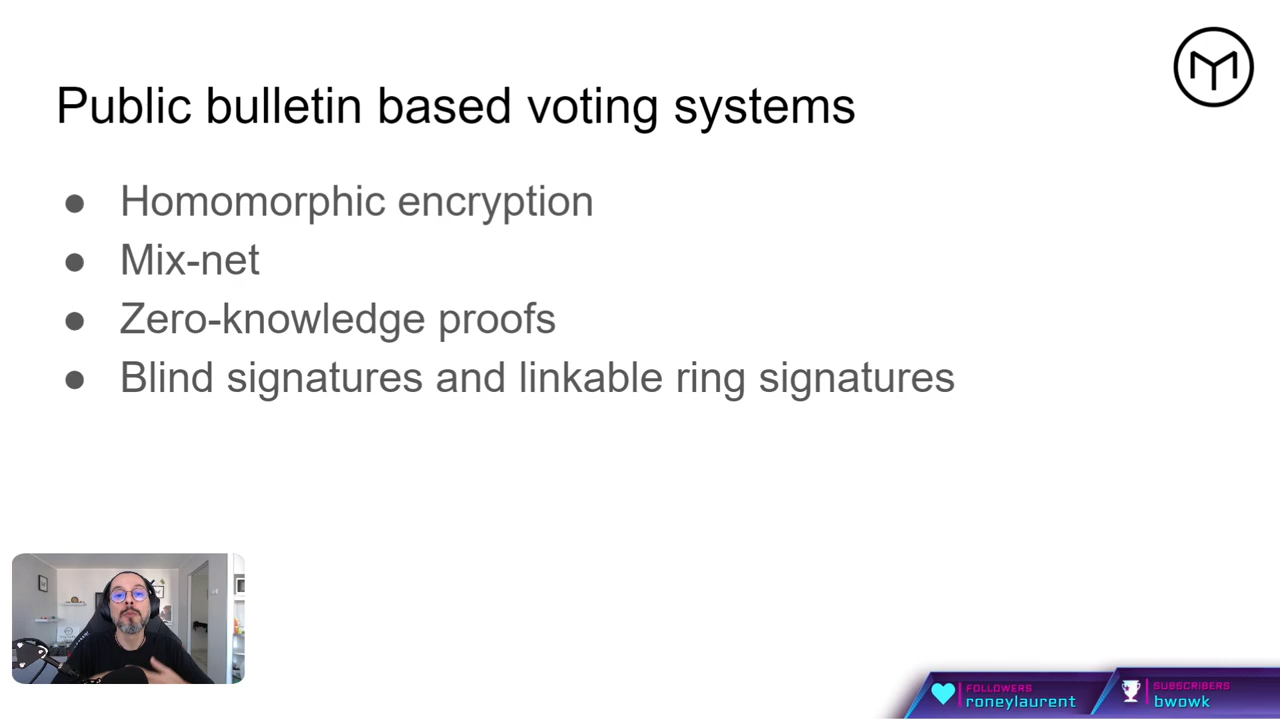 Public bulletin based voting systems
● Homomorphic encryption
● Mix-net
● Zero-knowledge proofs
● Blind signatures and linkable ring signatures
FOLLOWERS
roneylaurent
SUBSCRIBERS
bwowk